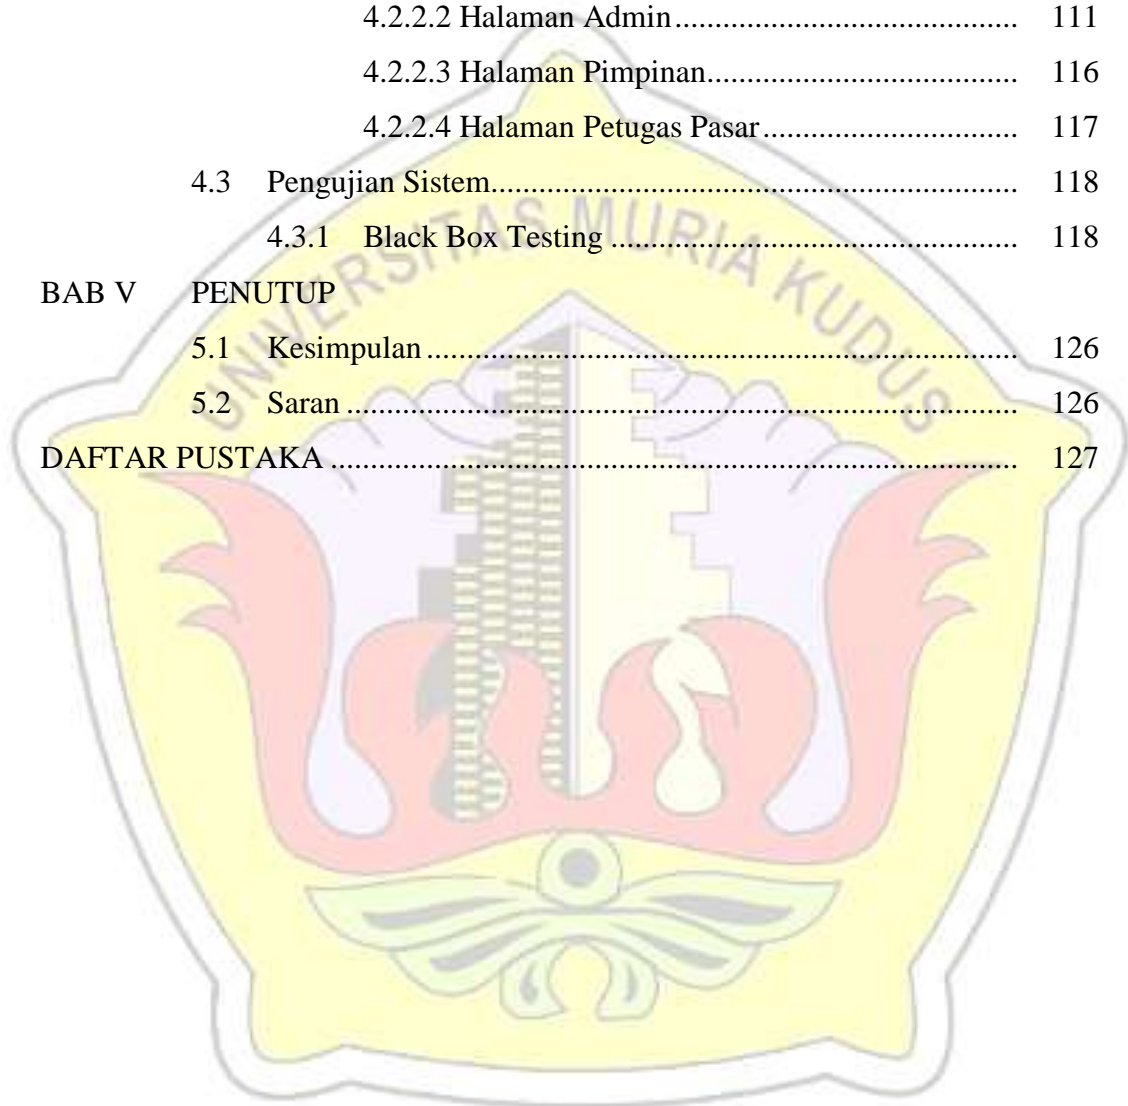 4.2.2.2 Halaman Admin.......................................... 111
4.2.2.3 Halaman Pimpinan...................................... 116
4.2.2.4 Halaman Petugas Pasar............................... 117
4.3 Pengujian Sistem................................................................ 118
4.3.1 Black Box Testing .................................................. 118
BAB V PENUTUP
5.1 Kesimpulan ........................................................................ 126
5.2 Saran .................................................................................. 126
DAFTAR PUSTAKA .................................................................................... 127
UNIVERSITAS MURIA KUDUS